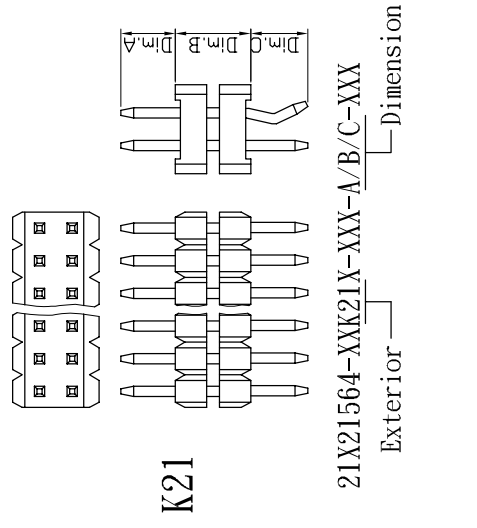 Dim.A
Dim.B
Dim.C
K21
21X21564-XXK21X-XXX-A/B/C-XXX
Exterior
Dimension